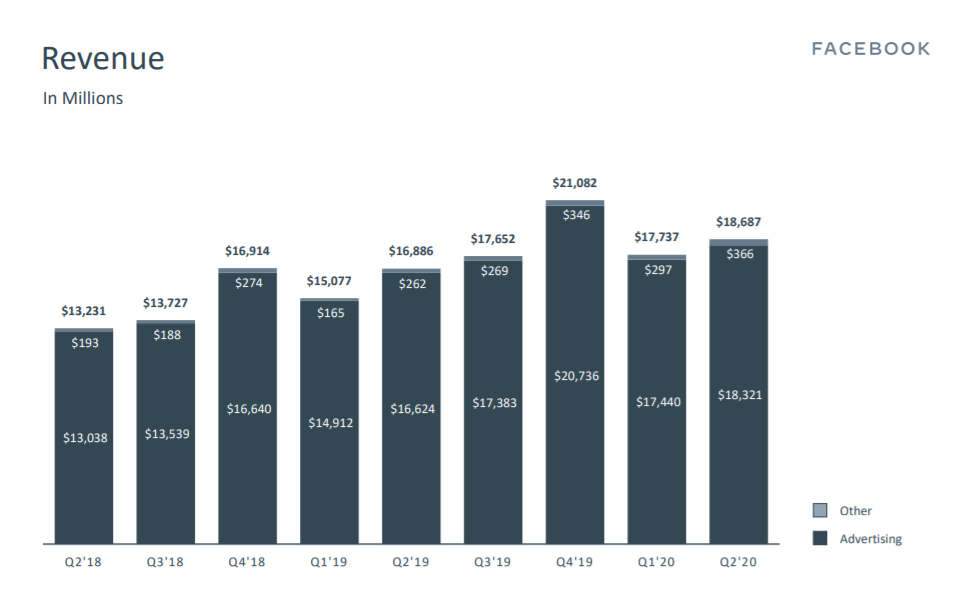 Revenue
FACEBOOK
In Millions
$13,231
$193
$13,038
Q2'18
$13,727
$188
$13,539
Q3'18
$16,914
$274
$16,640
Q4'18
$15,077
$165
$14,912
Q1'19
$16,886
$262
$16,624
Q2'19
$17,652
$269
$17,383
Q3'19
$21,082
$346
$20,736
Q4'19
$17,737
$297
$17,440
Q1'20
$18,687
$366
$18,321
Q2'20
Other
Advertising